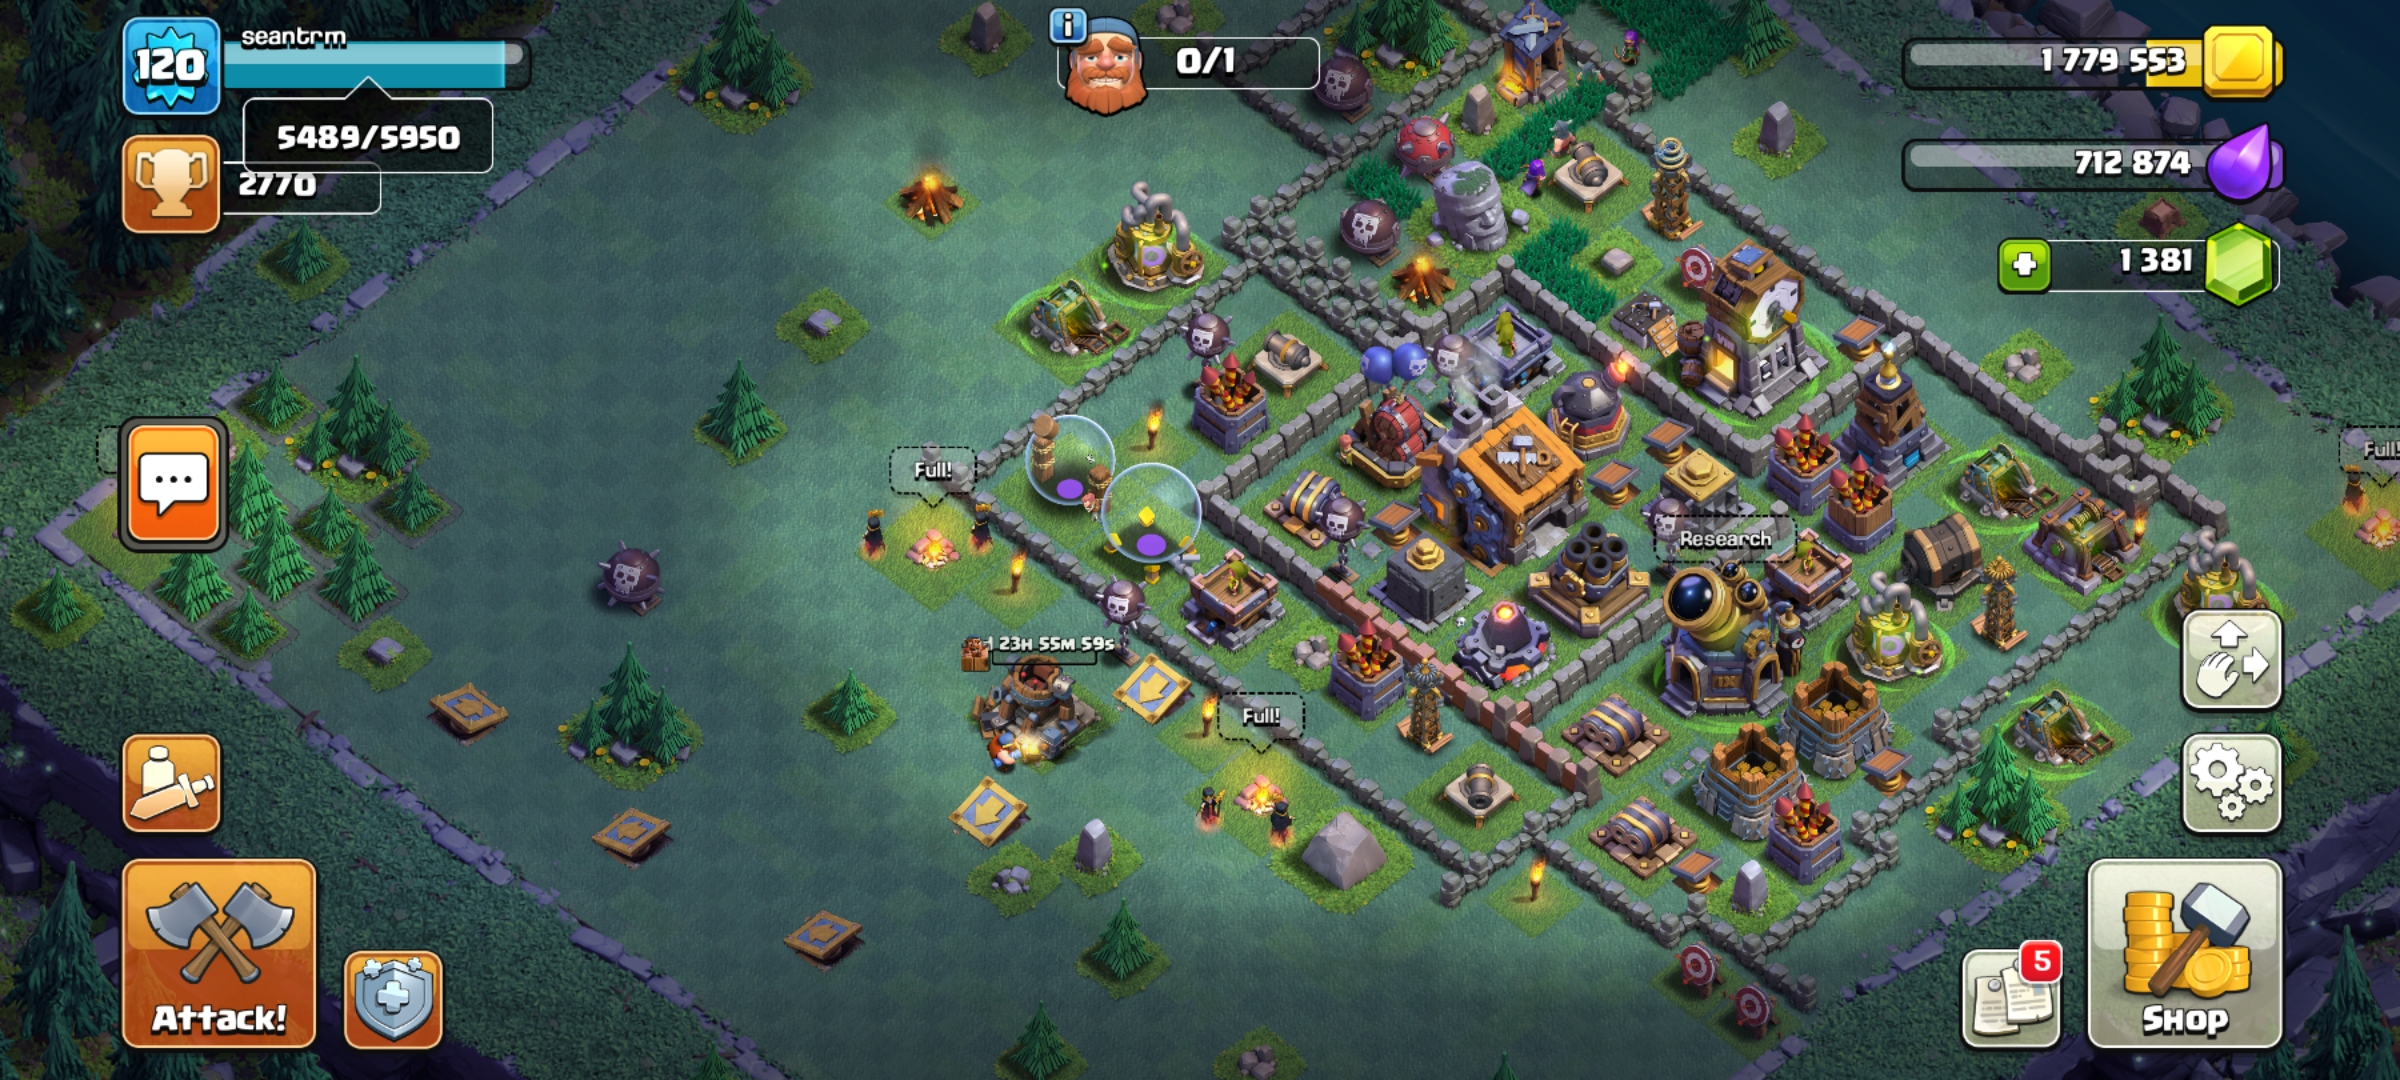 seantrm
120
5489/5950
2770
i
0/1
1 779 553
712 874
+
1 381
Full!
Full!
Research
23H 55M 59s
Full!
IX
Attack!
5
Shop